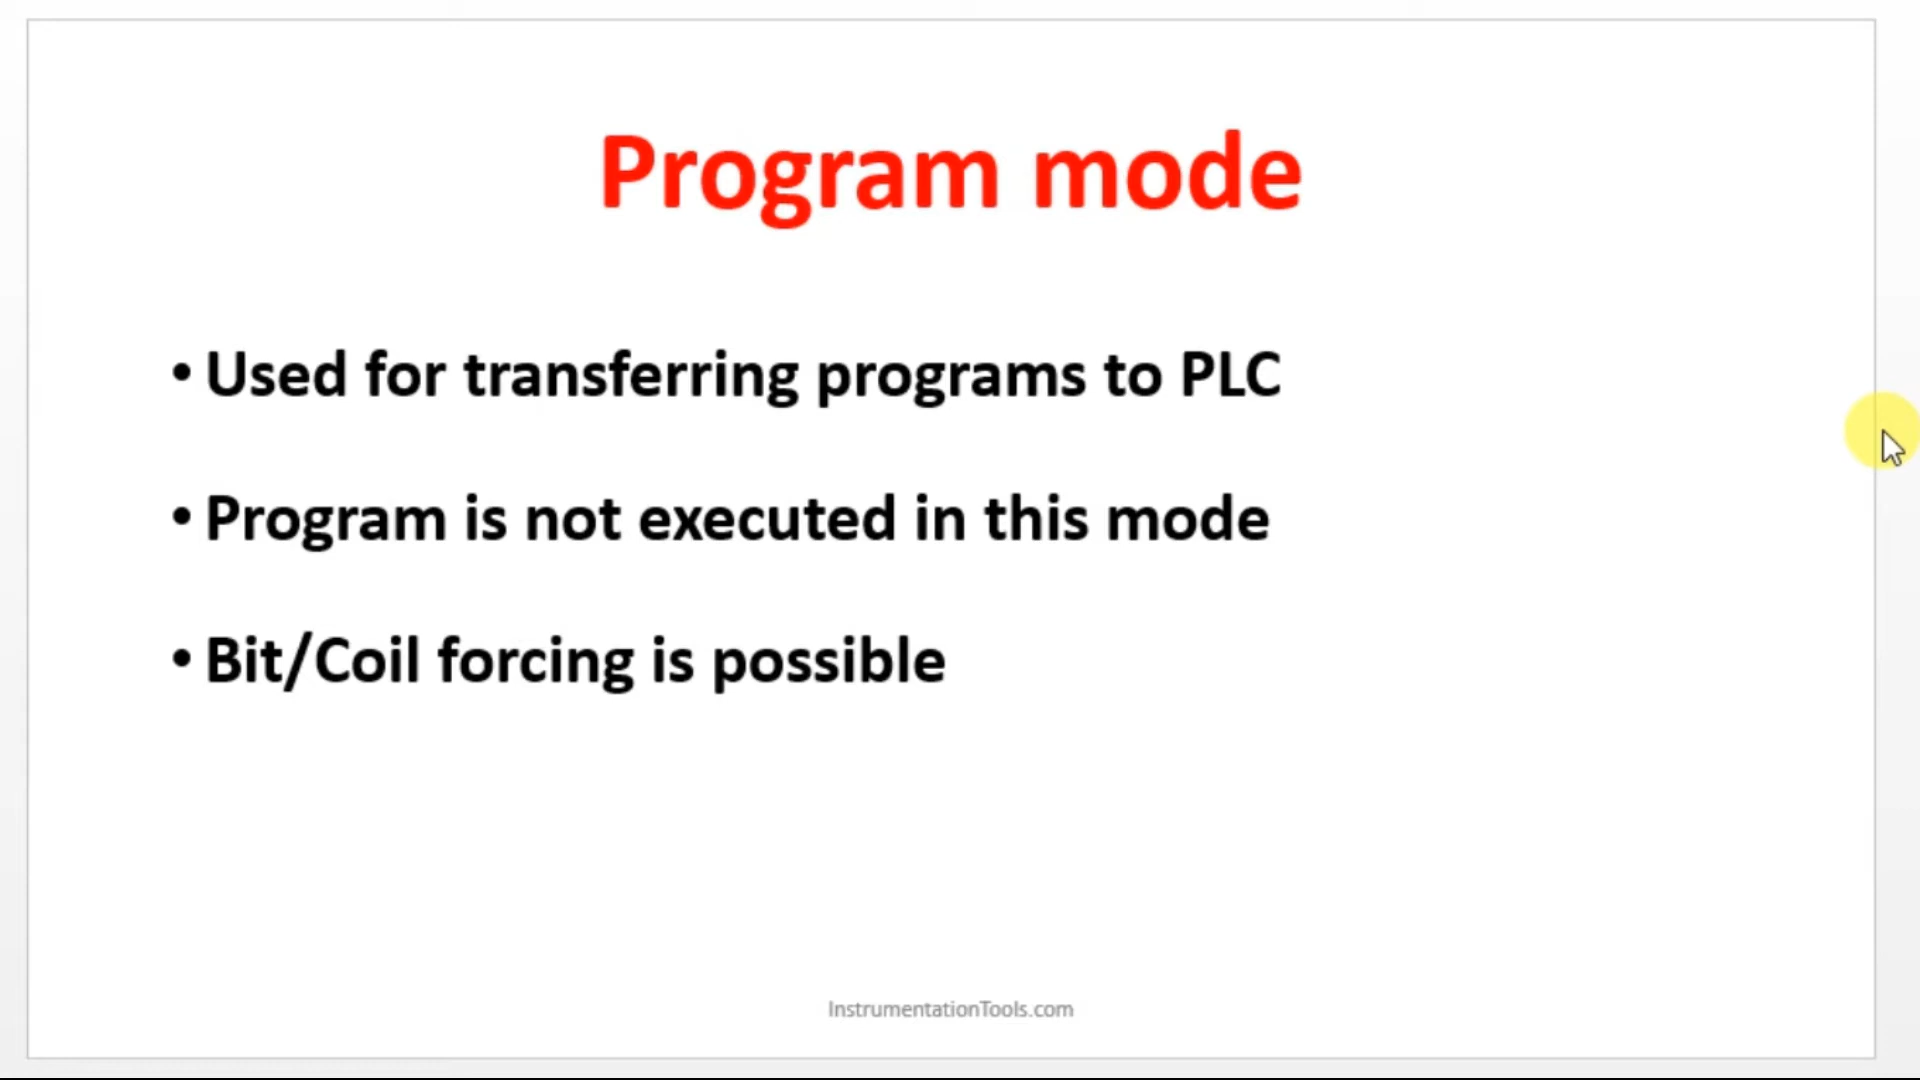 Program mode
• Used for transferring programs to PLC
• Program is not executed in this mode
• Bit/Coil forcing is possible
InstrumentationTools.com